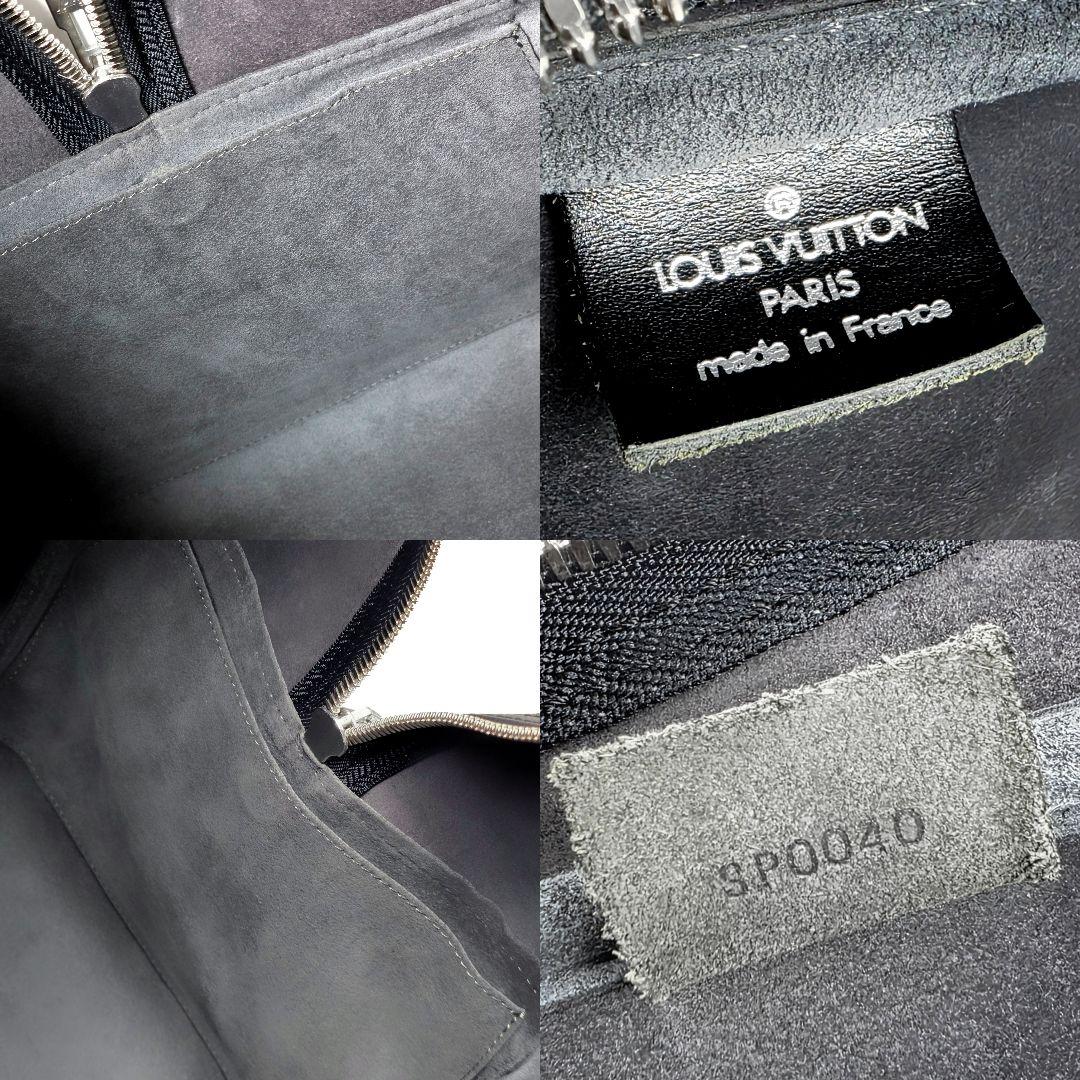 ®
LOUIS VUITTON
PARIS
made in France
SP0040